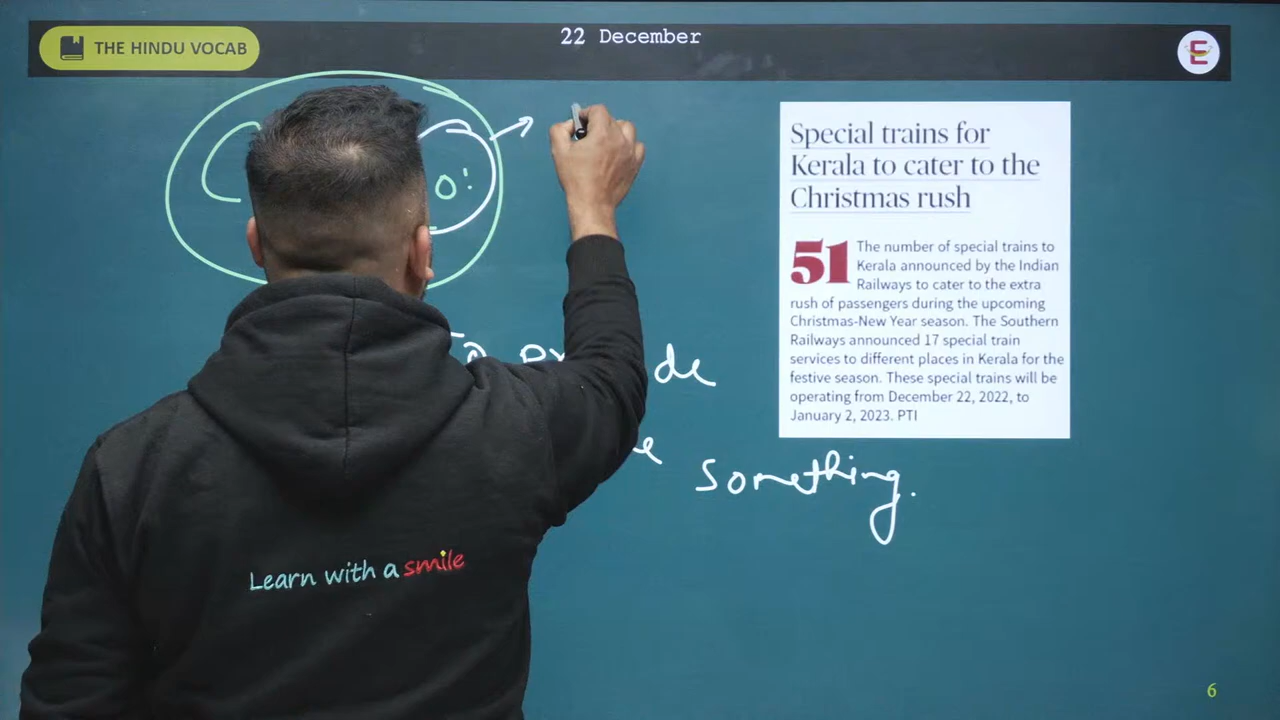 THE HINDU VOCAB
22 December
E
Special trains for
Kerala to cater to the
Christmas rush
51 The number of special trains to
Kerala announced by the Indian
Railways to cater to the extra
rush of passengers during the upcoming
Christmas-New Year season. The Southern
Railways announced 17 special train
services to different places in Kerala for the
festive season. These special trains will be
operating from December 22, 2022, to
January 2, 2023. PTI
something.
Learn with a smile
6